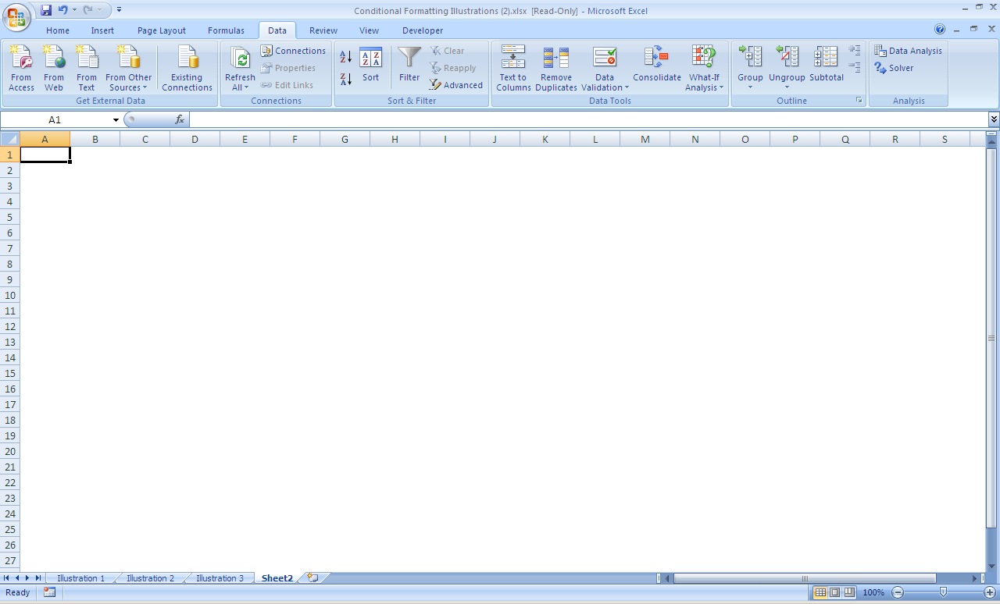 Conditional Formatting Illustrations (2).xlsx [Read-Only] - Microsoft Excel
Home Insert Page Layout Formulas Data Review View Developer
From Access From Web From Text From Other Sources Existing Connections
Get External Data
Refresh All Connections Properties Edit Links
Connections
A Z Z A Sort Filter Clear Reapply Advanced
Sort & Filter
Text to Columns Remove Duplicates Data Validation Consolidate What-If Analysis
Data Tools
Group Ungroup Subtotal
Outline
Data Analysis Solver
Analysis
A1 fx
A B C D E F G H I J K L M N O P Q R S
1
2
3
4
5
6
7
8
9
10
11
12
13
14
15
16
17
18
19
20
21
22
23
24
25
26
27
Illustration 1 Illustration 2 Illustration 3 Sheet2
Ready 100%